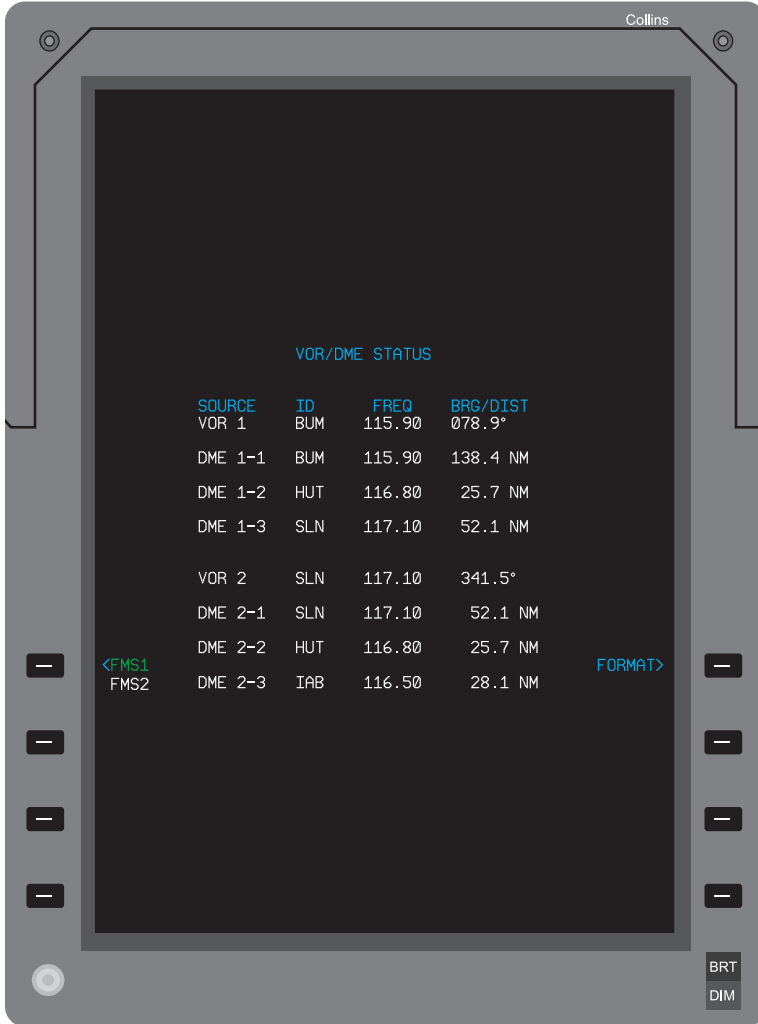 Collins
VOR/DME STATUS
SOURCE ID FREQ BRG/DIST
VOR 1 BUM 115.90 078.9°
DME 1-1 BUM 115.90 138.4 NM
DME 1-2 HUT 116.80 25.7 NM
DME 1-3 SLN 117.10 52.1 NM
VOR 2 SLN 117.10 341.5°
DME 2-1 SLN 117.10 52.1 NM
DME 2-2 HUT 116.80 25.7 NM
<FMS1 FORMAT>
FMS2 DME 2-3 IAB 116.50 28.1 NM
BRT
DIM